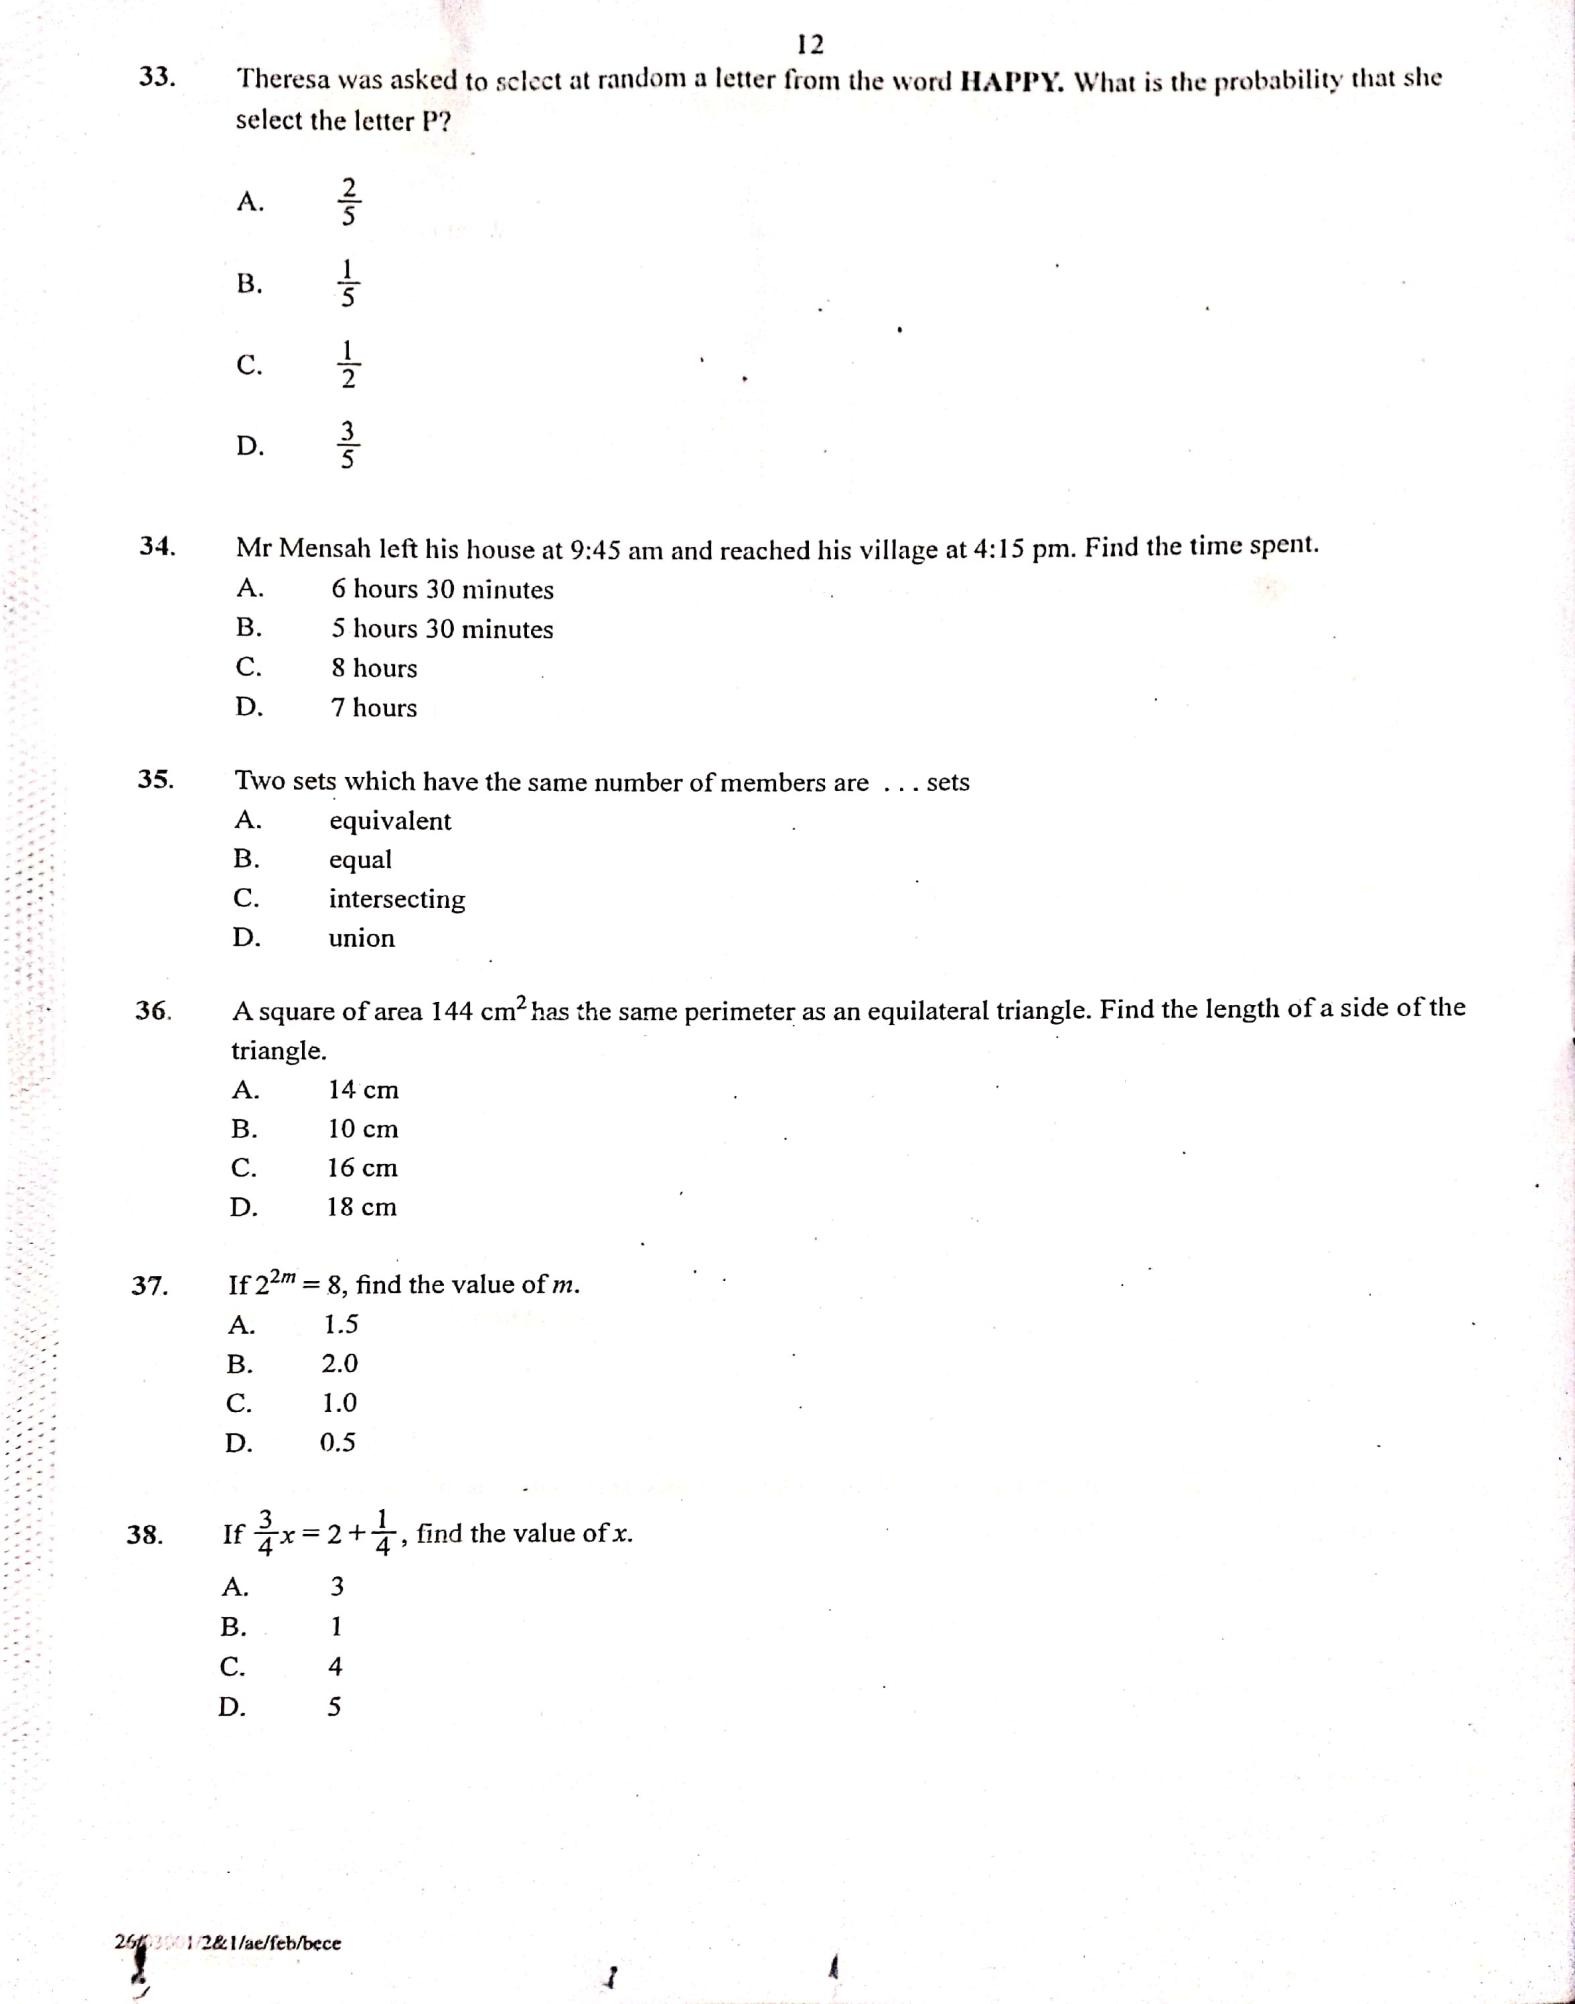 12
33. Theresa was asked to select at random a letter from the word HAPPY. What is the probability that she
select the letter P?
A. 2/5
B. 1/5
C. 1/2
D. 3/5
34. Mr Mensah left his house at 9:45 am and reached his village at 4:15 pm. Find the time spent.
A. 6 hours 30 minutes
B. 5 hours 30 minutes
C. 8 hours
D. 7 hours
35. Two sets which have the same number of members are . . . sets
A. equivalent
B. equal
C. intersecting
D. union
36. A square of area 144 cm² has the same perimeter as an equilateral triangle. Find the length of a side of the
triangle.
A. 14 cm
B. 10 cm
C. 16 cm
D. 18 cm
37. If 2²ᵐ = 8, find the value of m.
A. 1.5
B. 2.0
C. 1.0
D. 0.5
38. If 3/4 x = 2 + 1/4, find the value of x.
A. 3
B. 1
C. 4
D. 5
2&1/ae/feb/bece